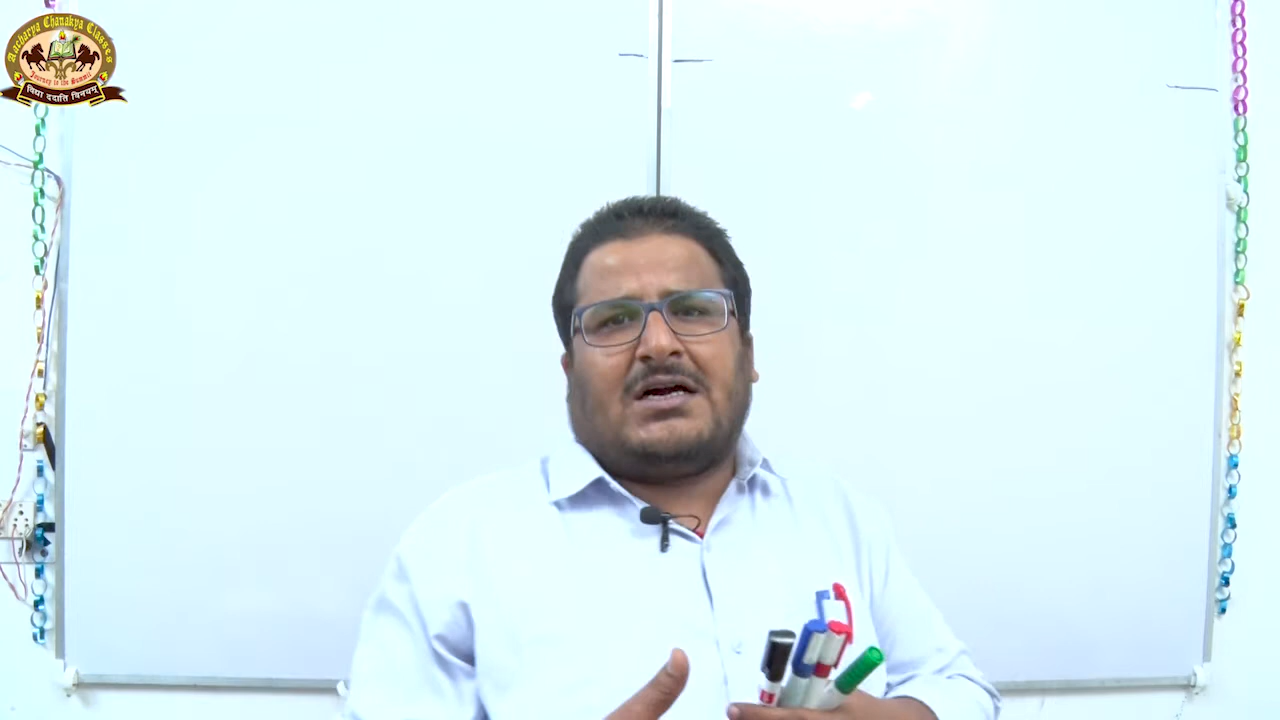 Aacharya Chanakya Classes
Journey to the Summit
विद्या ददाति विनयम्